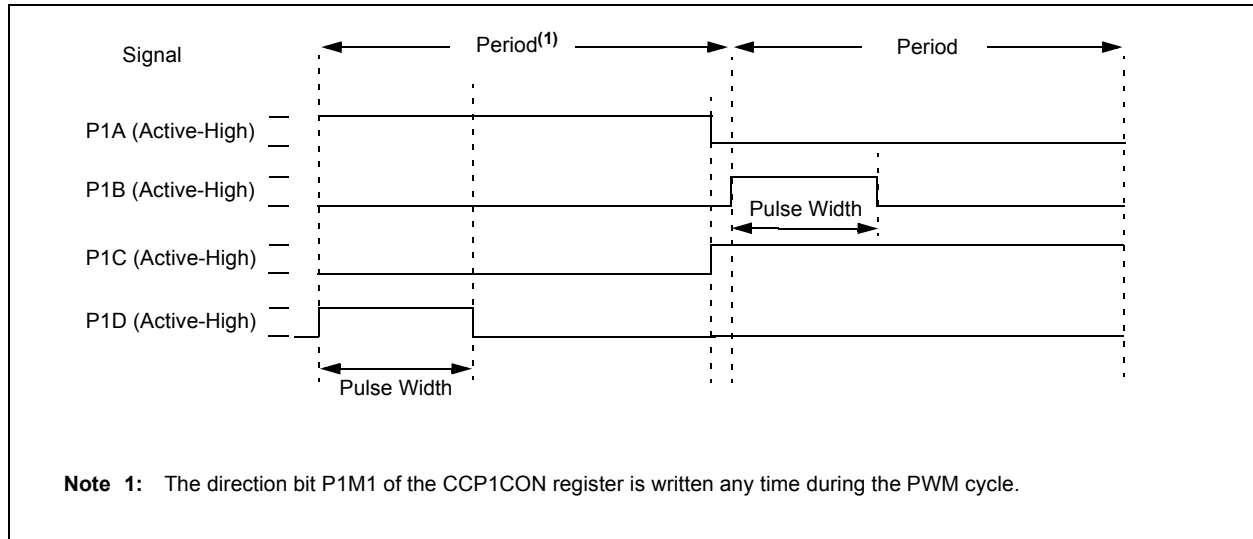 Signal
Period(1)
Period
P1A (Active-High)
P1B (Active-High)
Pulse Width
P1C (Active-High)
P1D (Active-High)
Pulse Width
Note 1: The direction bit P1M1 of the CCP1CON register is written any time during the PWM cycle.